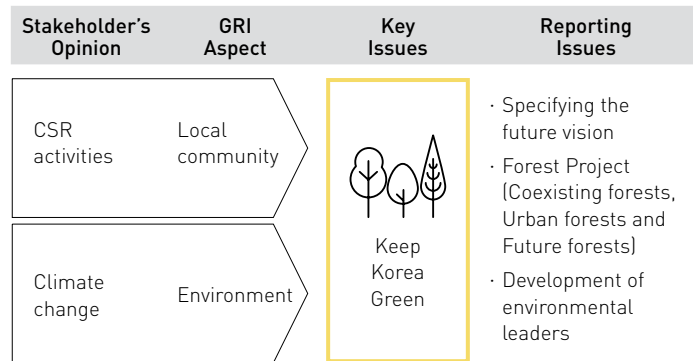 Stakeholder's
Opinion
GRI
Aspect
Key
Issues
Reporting
Issues
CSR
activities
Local
community
Climate
change
Environment
Keep
Korea
Green
· Specifying the
future vision
· Forest Project
(Coexisting forests,
Urban forests and
Future forests)
· Development of
environmental
leaders